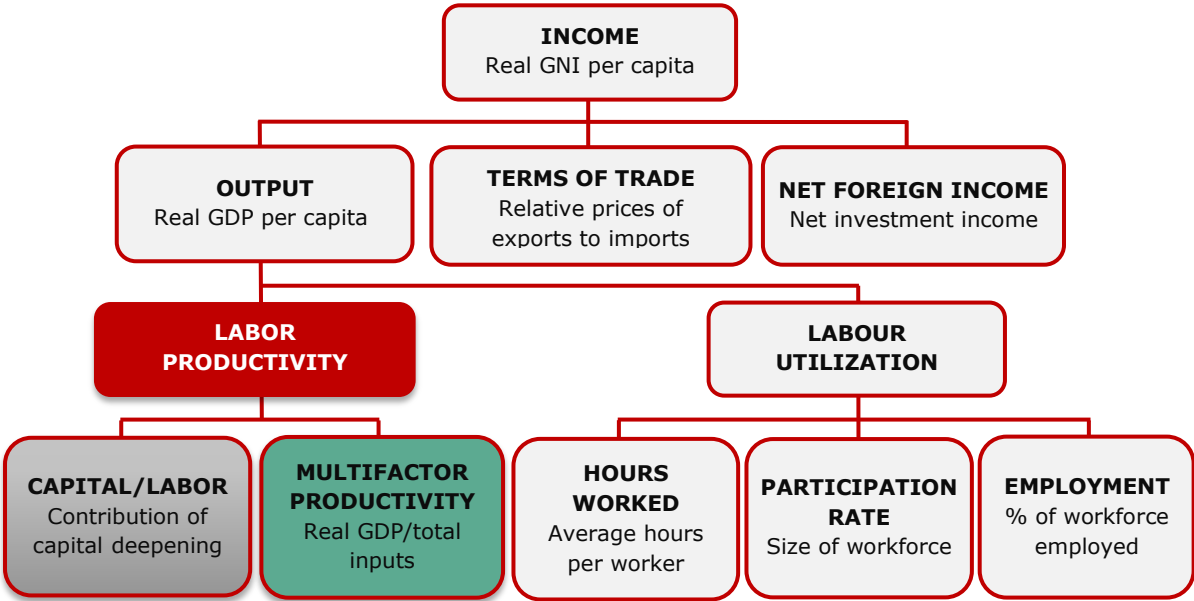 INCOME
Real GNI per capita
OUTPUT
Real GDP per capita
TERMS OF TRADE
Relative prices of
exports to imports
NET FOREIGN INCOME
Net investment income
LABOR
PRODUCTIVITY
LABOUR
UTILIZATION
CAPITAL/LABOR
Contribution of
capital deepening
MULTIFACTOR
PRODUCTIVITY
Real GDP/total
inputs
HOURS
WORKED
Average hours
per worker
PARTICIPATION
RATE
Size of workforce
EMPLOYMENT
% of workforce
employed